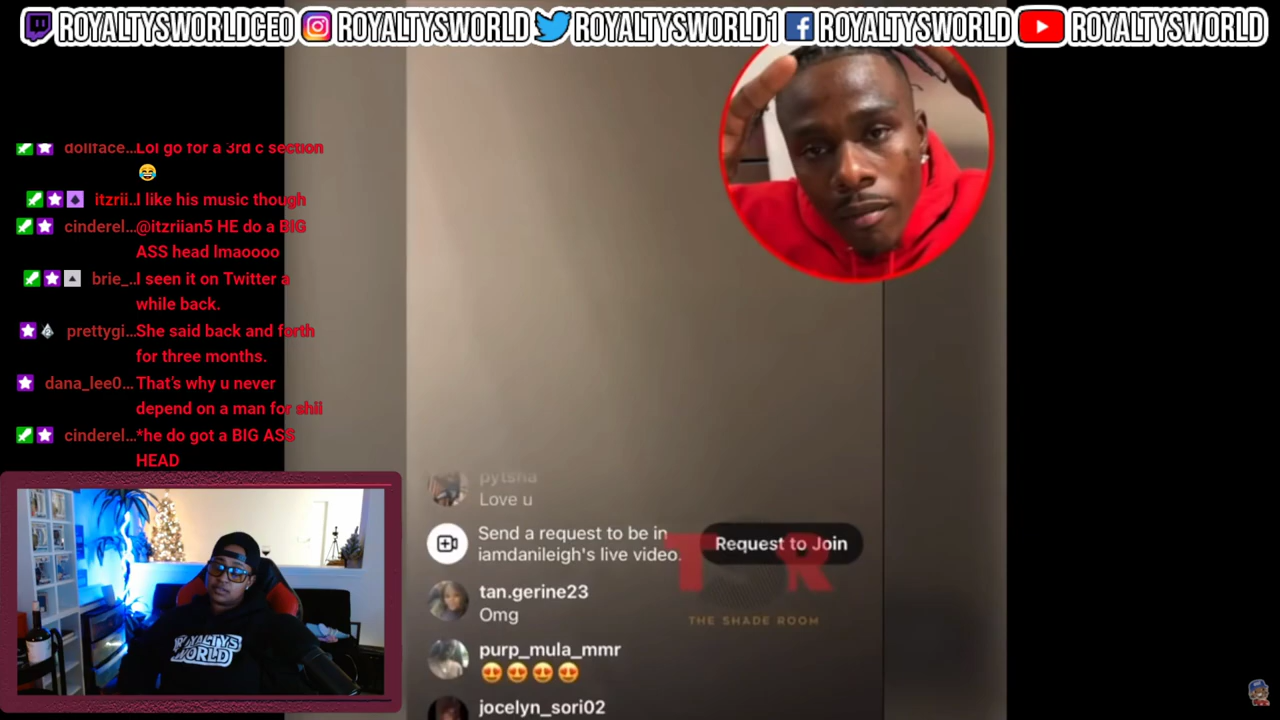 ROYALTYSWORLDCEO ROYALTYSWORLD ROYALTYSWORLD1 ROYALTYSWORLD ROYALTYSWORLD
dollface... Lol go for a 3rd c section
😂
itzrii.. I like his music though
cinderel... @itzriian5 HE do a BIG
ASS head lmaoooo
brie_.. I seen it on Twitter a
while back.
prettygi... She said back and forth
for three months.
dana_lee0... That's why u never
depend on a man for shii
cinderel... *he do got a BIG ASS
HEAD
ROYALTYS
WORLD
pytsha
Love u
Send a request to be in
iamdanileigh's live video.
Request to Join
tan.gerine23
Omg
TSR
THE SHADE ROOM
purp_mula_mmr
😍😍😍😍
jocelyn_sori02